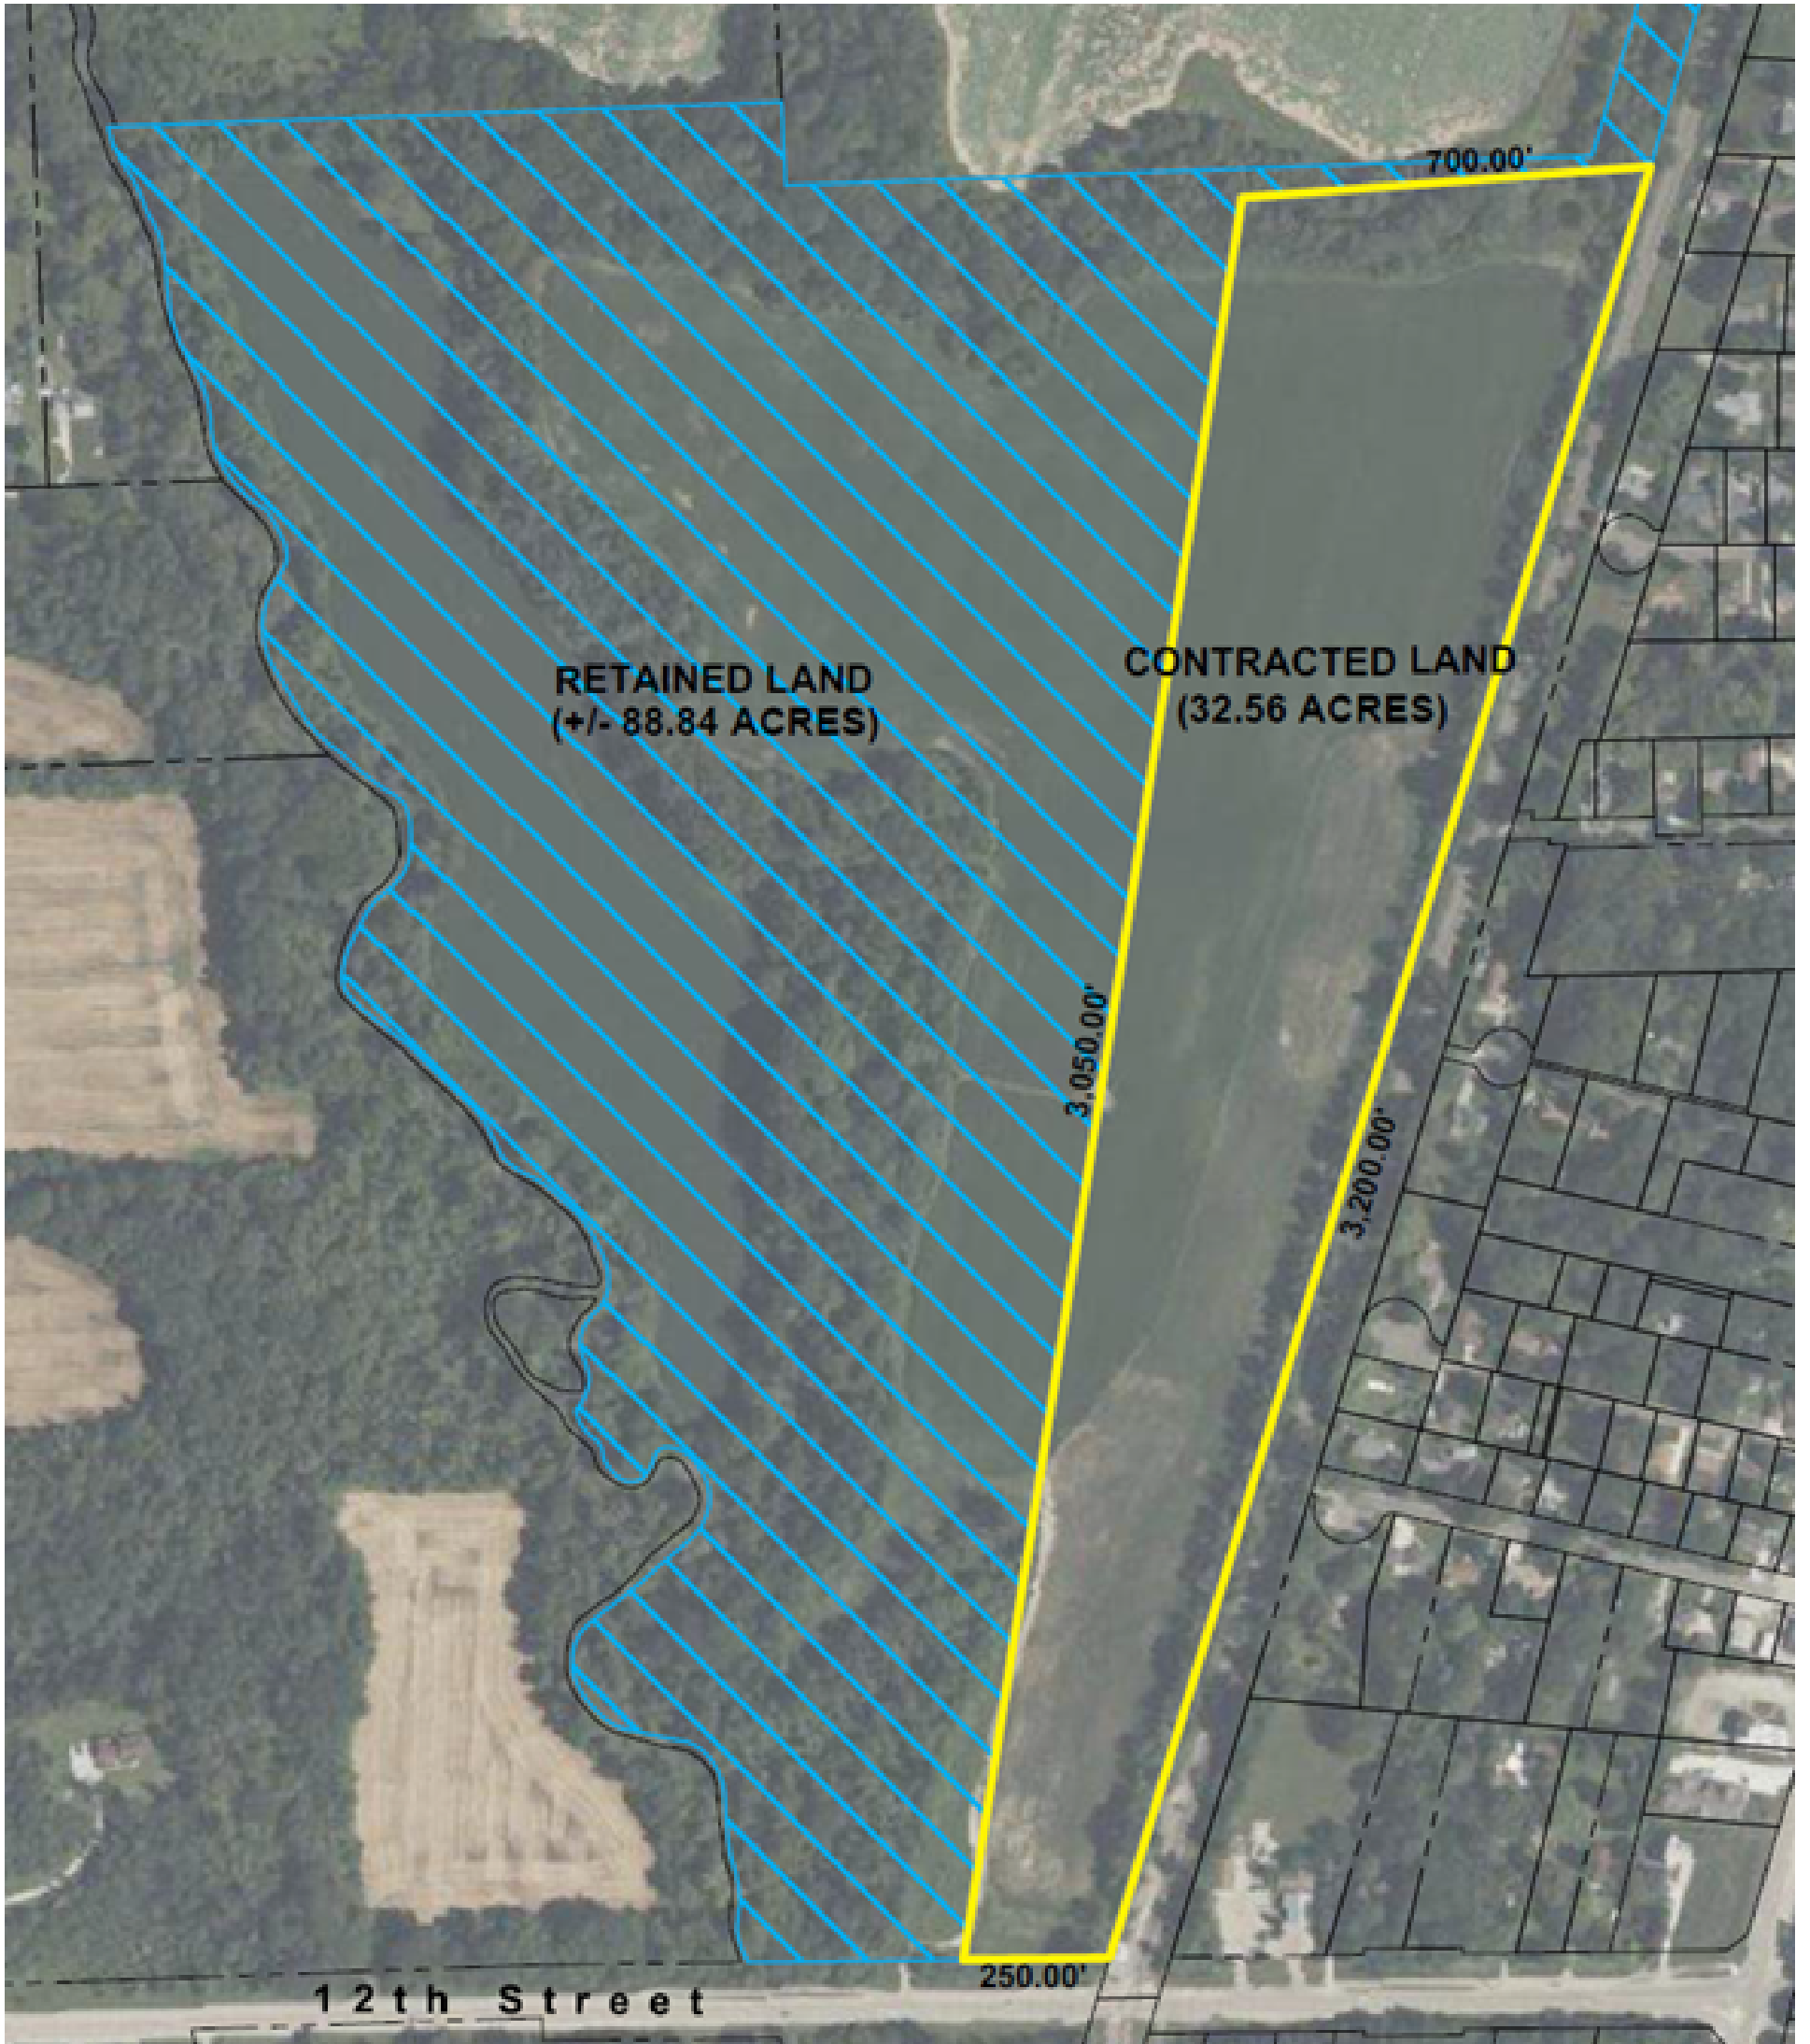 700.00'
RETAINED LAND
(+/- 88.84 ACRES)
CONTRACTED LAND
(32.56 ACRES)
3,050.00'
3,200.00'
250.00'
12th Street